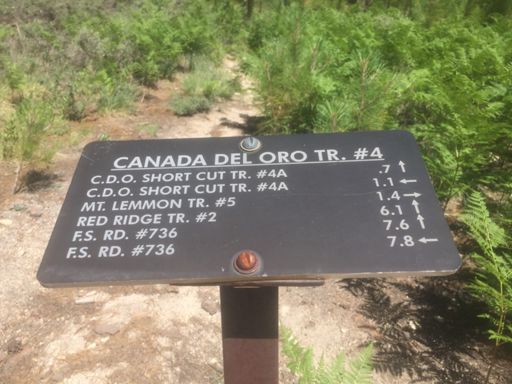 CANADA DEL ORO TR. #4
C.D.O. SHORT CUT TR. #4A .7 ↑
C.D.O. SHORT CUT TR. #4A 1.1 ←
MT. LEMMON TR. #5 1.4 →
RED RIDGE TR. #2 6.1 ↑
F.S. RD. #736 7.6 ↑
F.S. RD. #736 7.8 ←